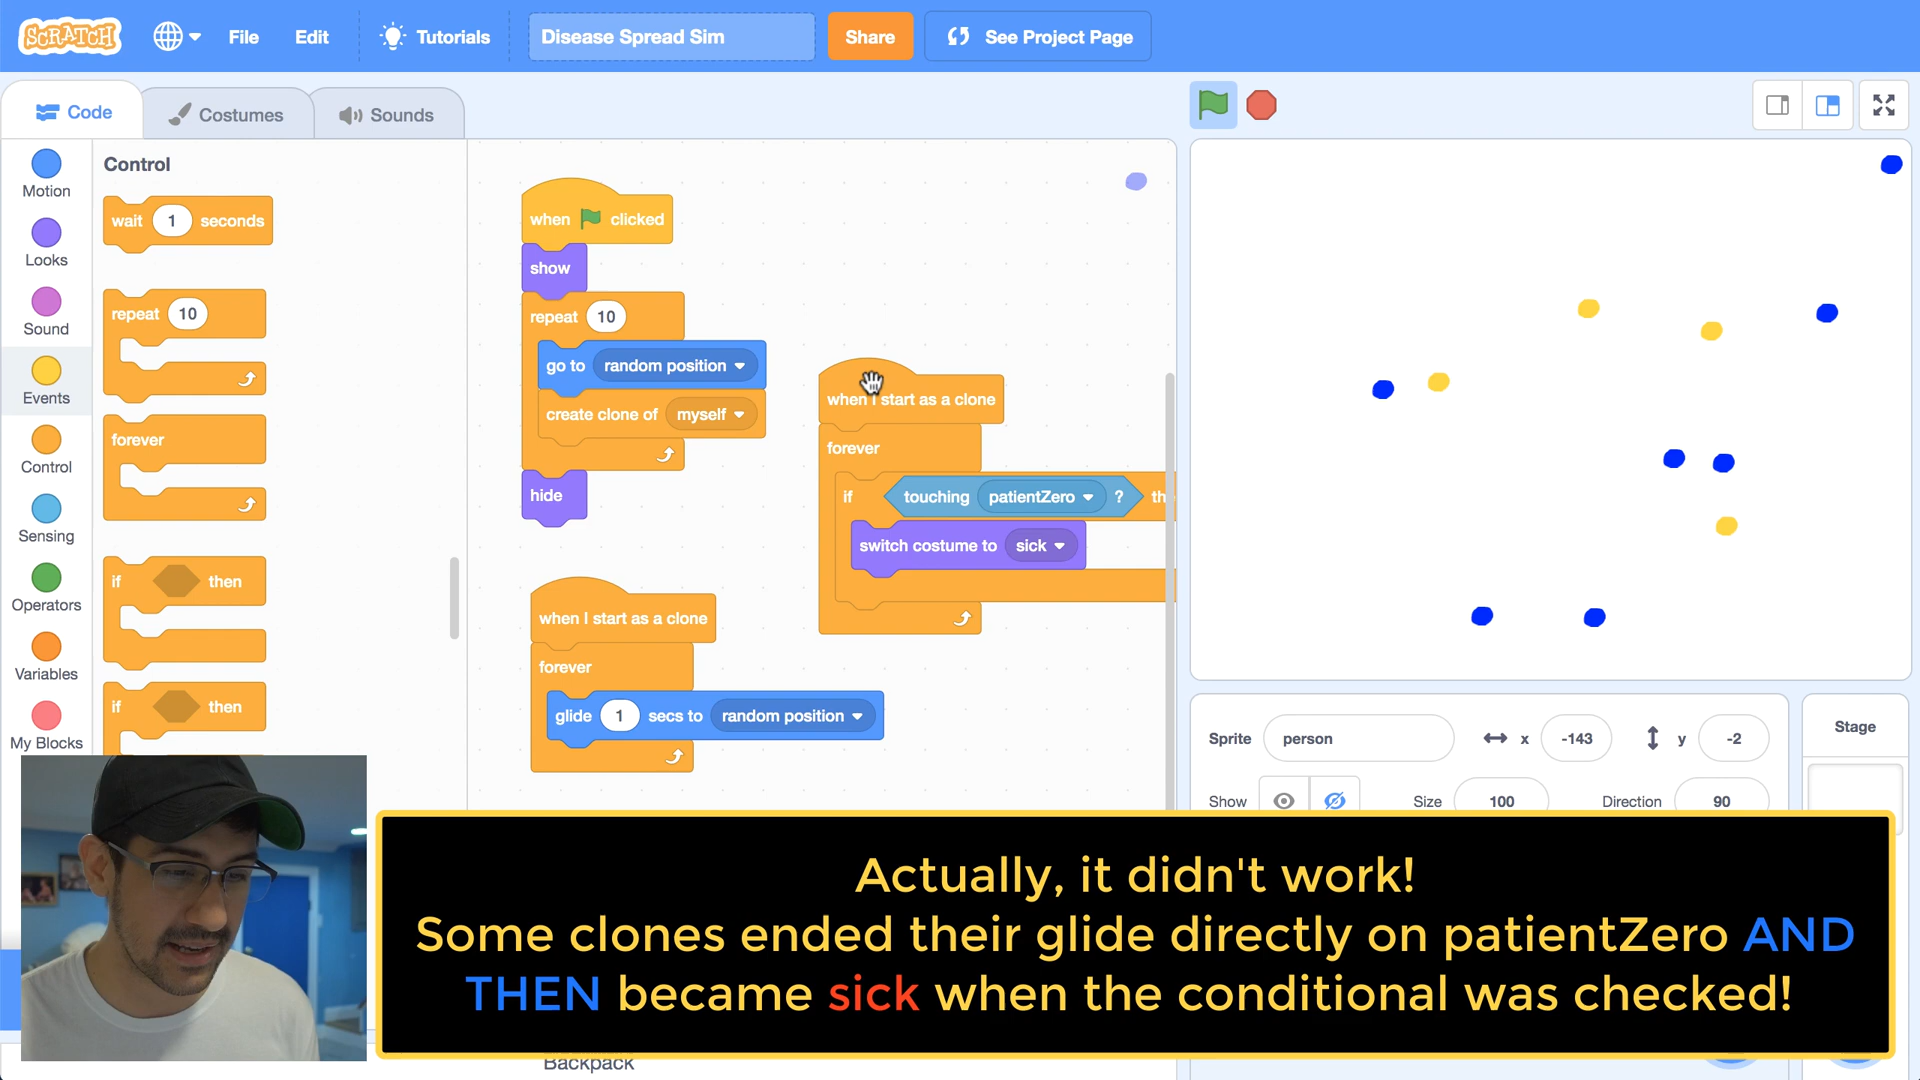 SCRATCH
File
Edit
Tutorials
Disease Spread Sim
Share
See Project Page
Code
Costumes
Sounds
Motion
Looks
Sound
Events
Control
Sensing
Operators
Variables
My Blocks
Control
wait 1 seconds
repeat 10
forever
if then
if then
when clicked
show
repeat 10
go to random position
create clone of myself
hide
when I start as a clone
forever
glide 1 secs to random position
when I start as a clone
forever
if touching patientZero ? th
switch costume to sick
Sprite person x -143 y -2
Show Size 100 Direction 90
Stage
Actually, it didn't work!
Some clones ended their glide directly on patientZero AND
THEN became sick when the conditional was checked!
Backpack